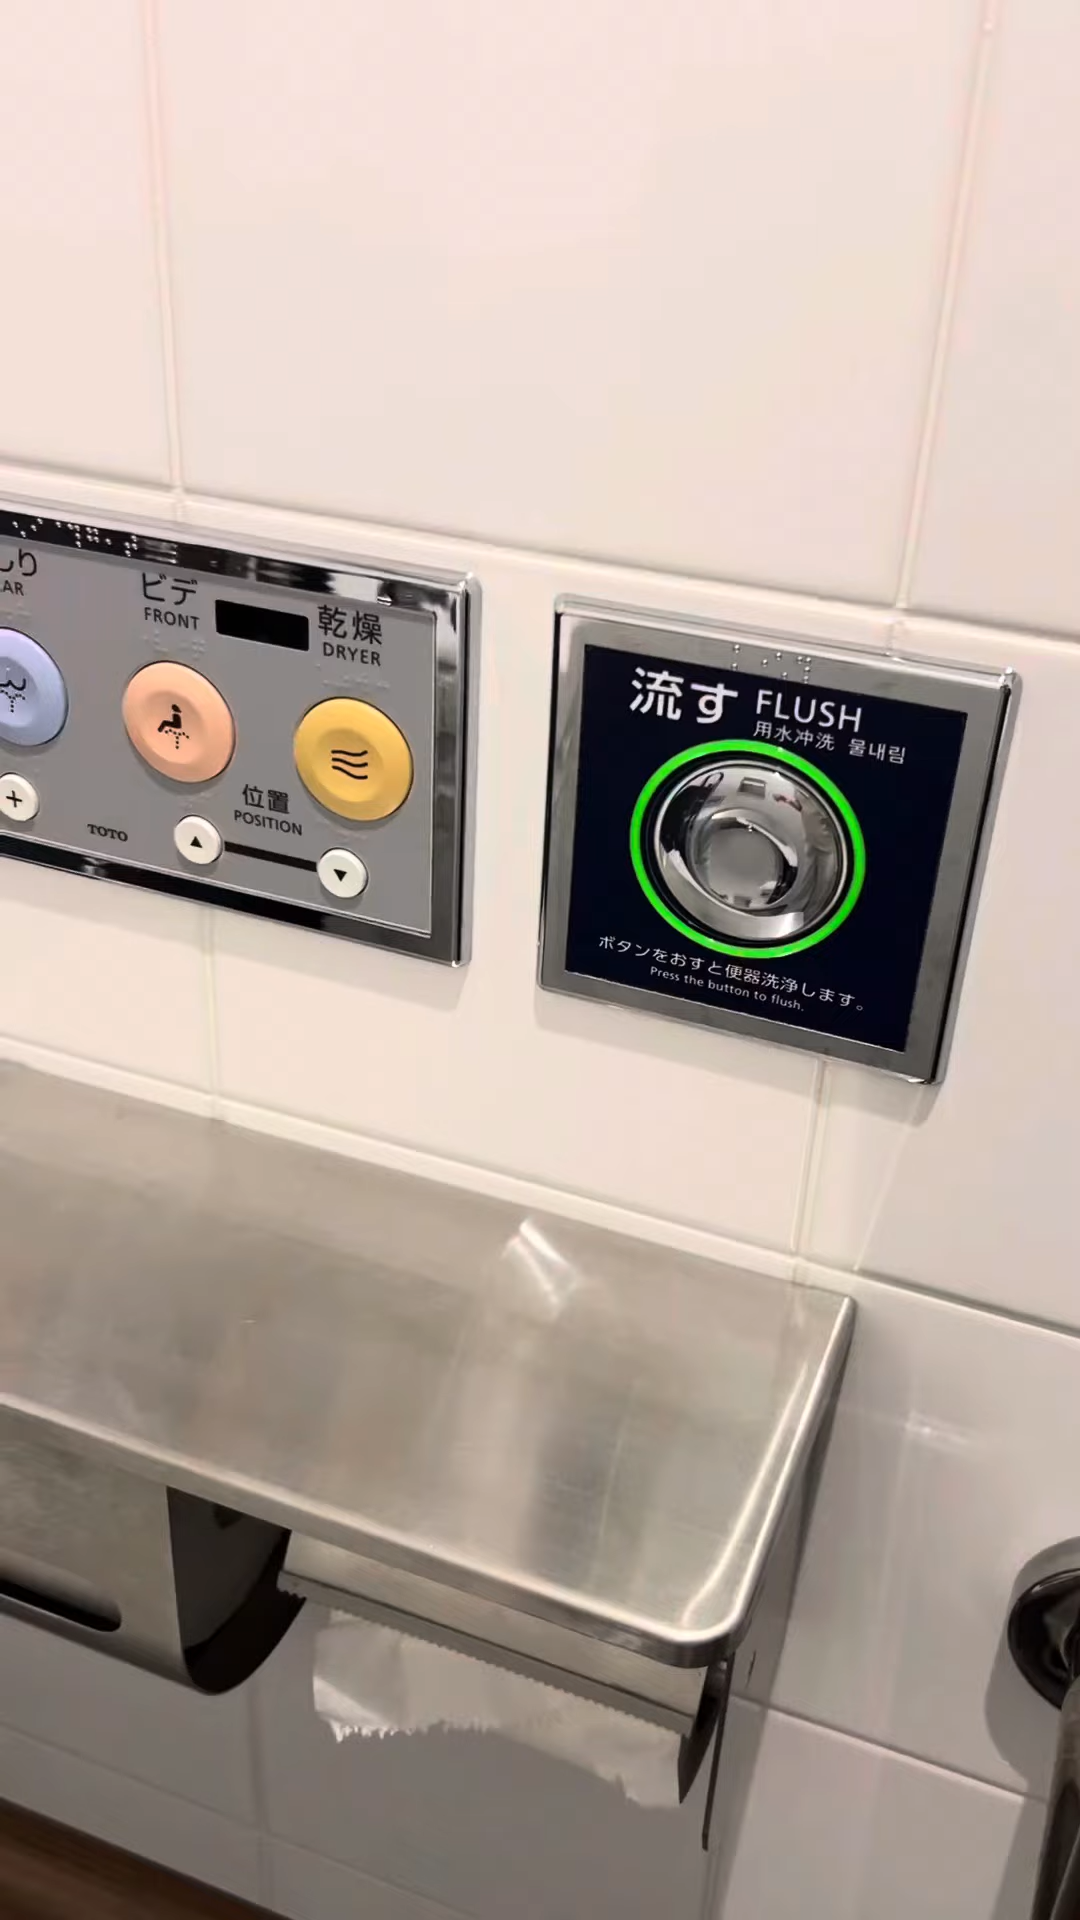 しり
ビデ
FRONT
乾燥
DRYER
位置
POSITION
TOTO
流す FLUSH
用水冲洗 물내림
ボタンをおすと便器洗浄します。
Press the button to flush.